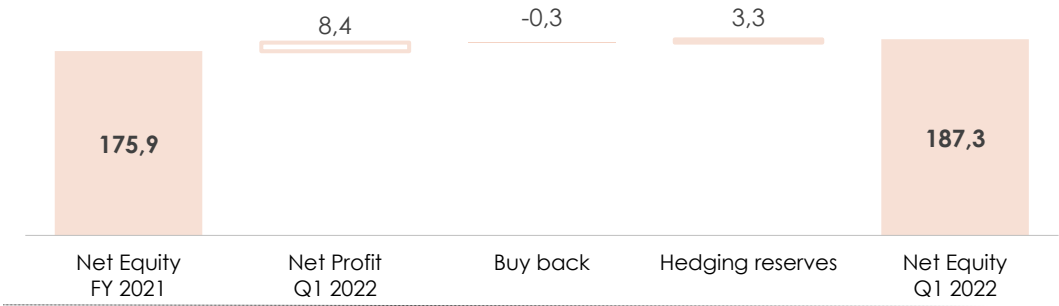 8,4
-0,3
3,3
175,9
187,3
Net Equity
FY 2021
Net Profit
Q1 2022
Buy back
Hedging reserves
Net Equity
Q1 2022